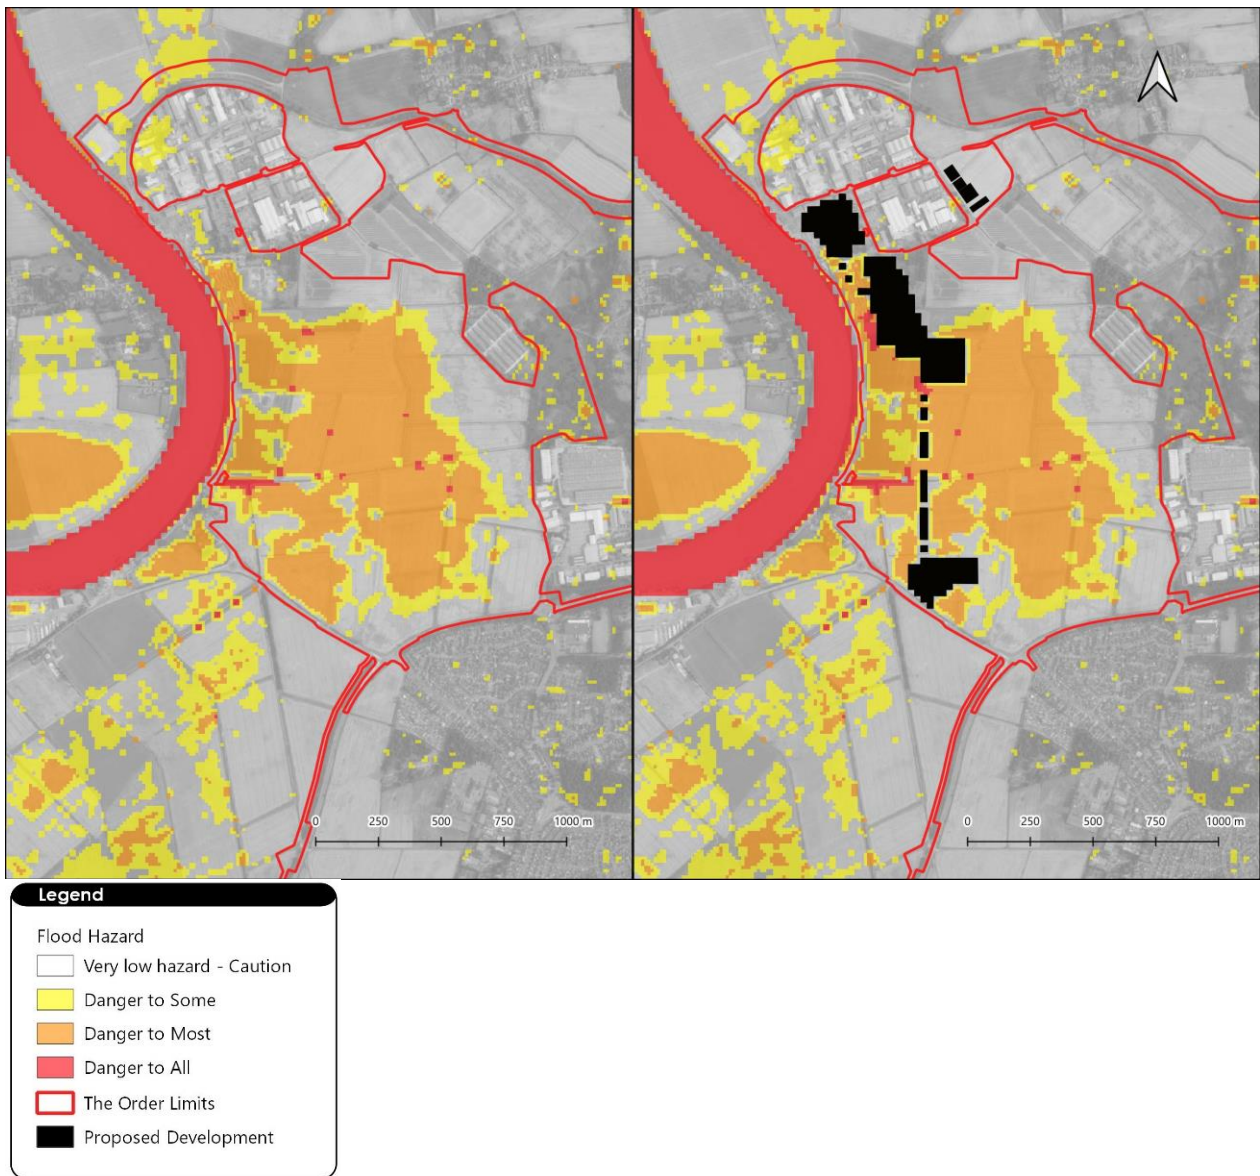 0 250 500 750 1000 m
0 250 500 750 1000 m
Legend
Flood Hazard
Very low hazard - Caution
Danger to Some
Danger to Most
Danger to All
The Order Limits
Proposed Development